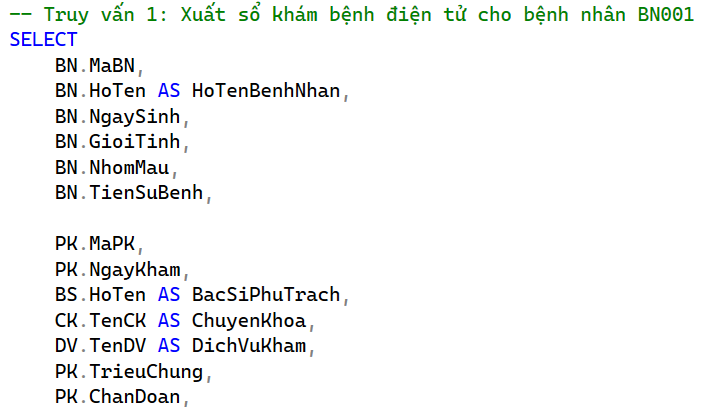 -- Truy vấn 1: Xuất sổ khám bệnh điện tử cho bệnh nhân BN001
SELECT
BN.MaBN,
BN.HoTen AS HoTenBenhNhan,
BN.NgaySinh,
BN.GioiTinh,
BN.NhomMau,
BN.TienSuBenh,
PK.MaPK,
PK.NgayKham,
BS.HoTen AS BacSiPhuTrach,
CK.TenCK AS ChuyenKhoa,
DV.TenDV AS DichVuKham,
PK.TrieuChung,
PK.ChanDoan,